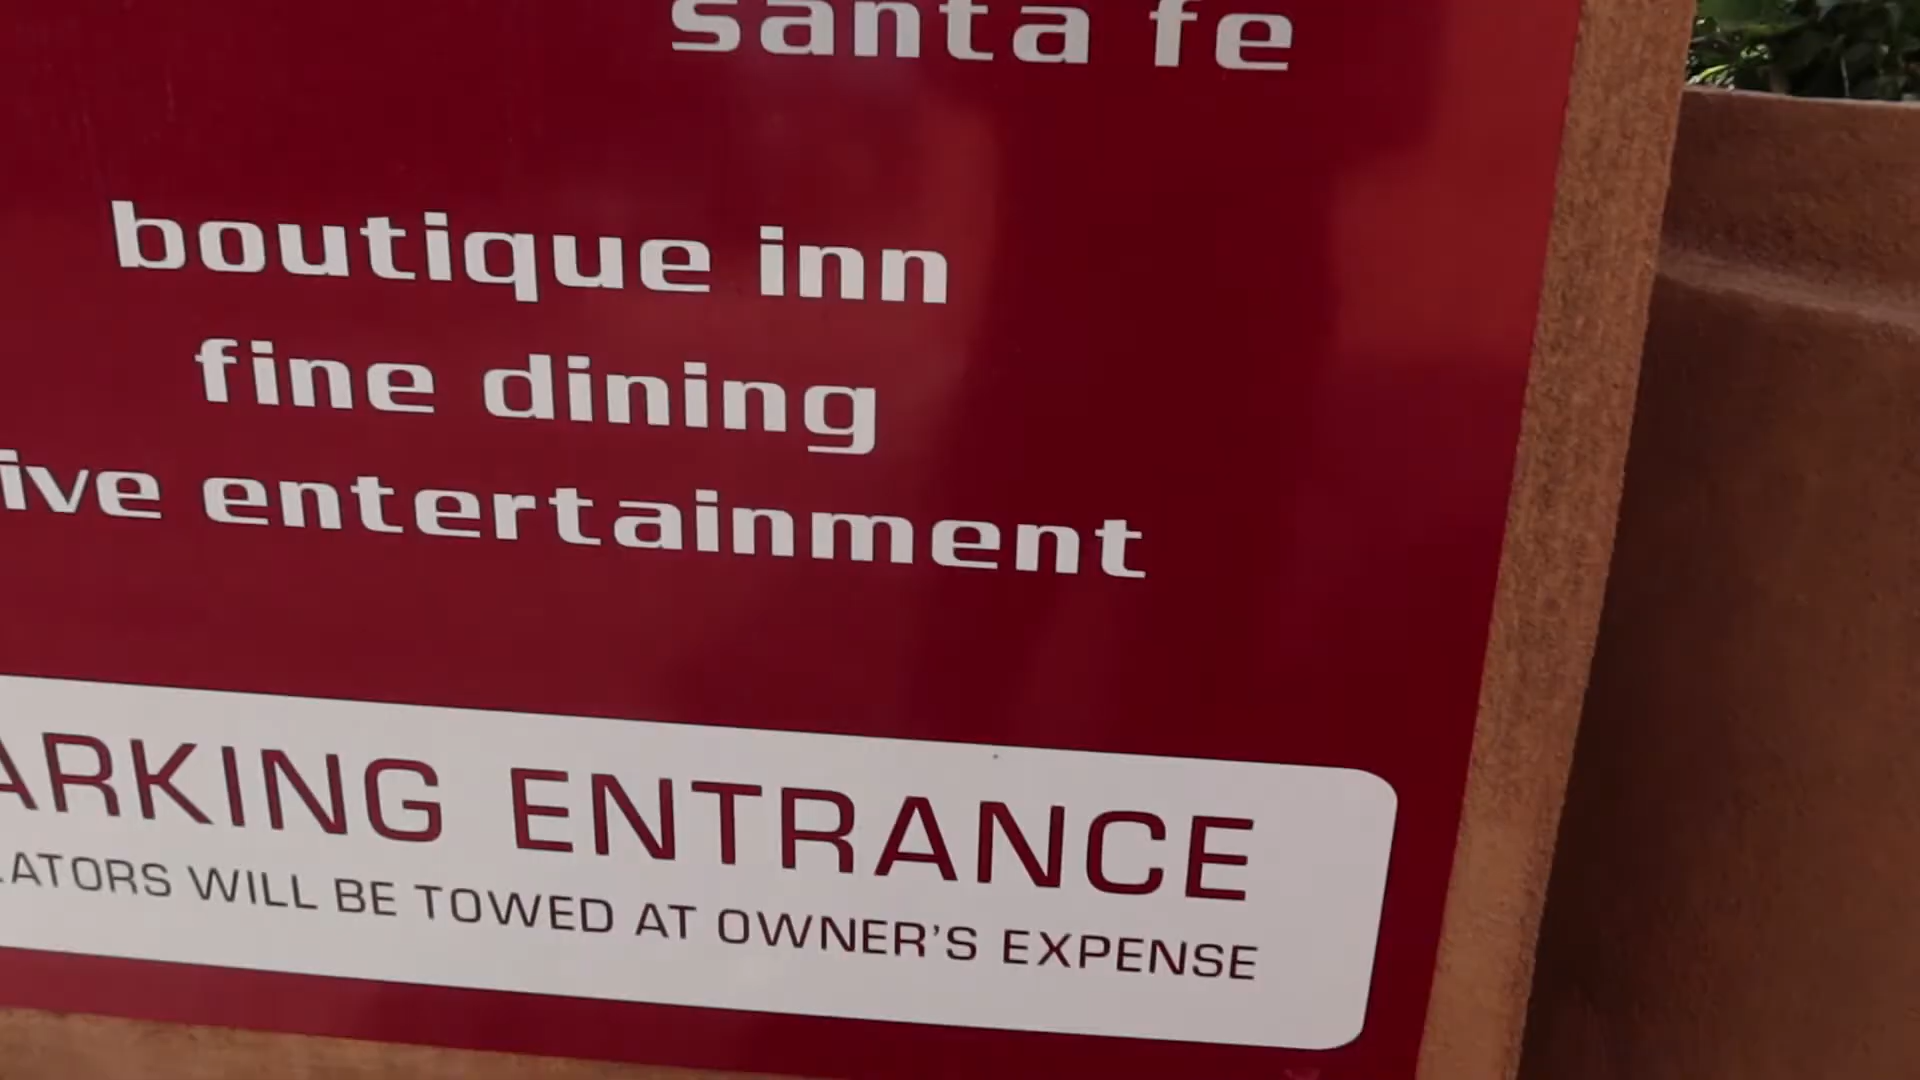 santa fe
boutique inn
fine dining
ive entertainment
ARKING ENTRANCE
LATORS WILL BE TOWED AT OWNER'S EXPENSE